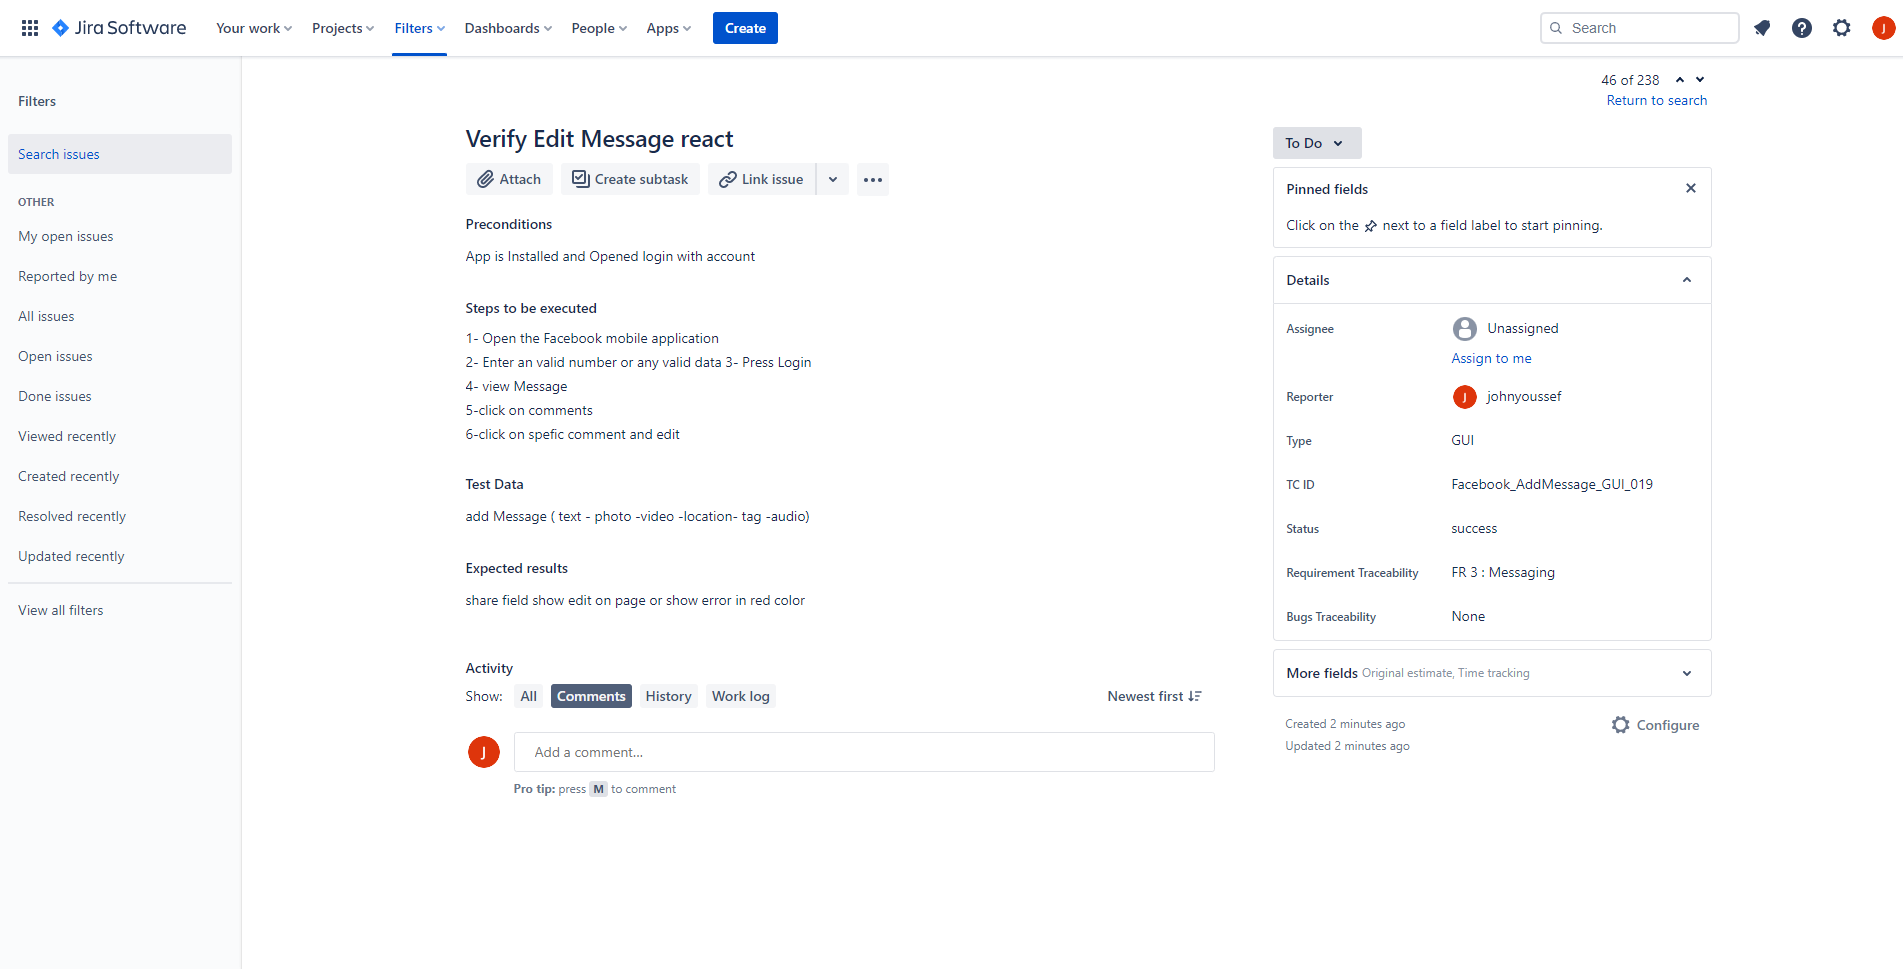 Jira Software
Your work
Projects
Filters
Dashboards
People
Apps
Create
Search
J
Filters
Search issues
OTHER
My open issues
Reported by me
All issues
Open issues
Done issues
Viewed recently
Created recently
Resolved recently
Updated recently
View all filters
46 of 238
Return to search
Verify Edit Message react
Attach
Create subtask
Link issue
Preconditions
App is Installed and Opened login with account
Steps to be executed
1- Open the Facebook mobile application
2- Enter an valid number or any valid data 3- Press Login
4- view Message
5-click on comments
6-click on spefic comment and edit
Test Data
add Message ( text - photo -video -location- tag -audio)
Expected results
share field show edit on page or show error in red color
Activity
Show: All Comments History Work log
Newest first
J
Add a comment...
Pro tip: press M to comment
To Do
Pinned fields
Click on the next to a field label to start pinning.
Details
Assignee
Unassigned
Assign to me
Reporter
J
johnyoussef
Type
GUI
TC ID
Facebook_AddMessage_GUI_019
Status
success
Requirement Traceability
FR 3 : Messaging
Bugs Traceability
None
More fields Original estimate, Time tracking
Created 2 minutes ago
Updated 2 minutes ago
Configure